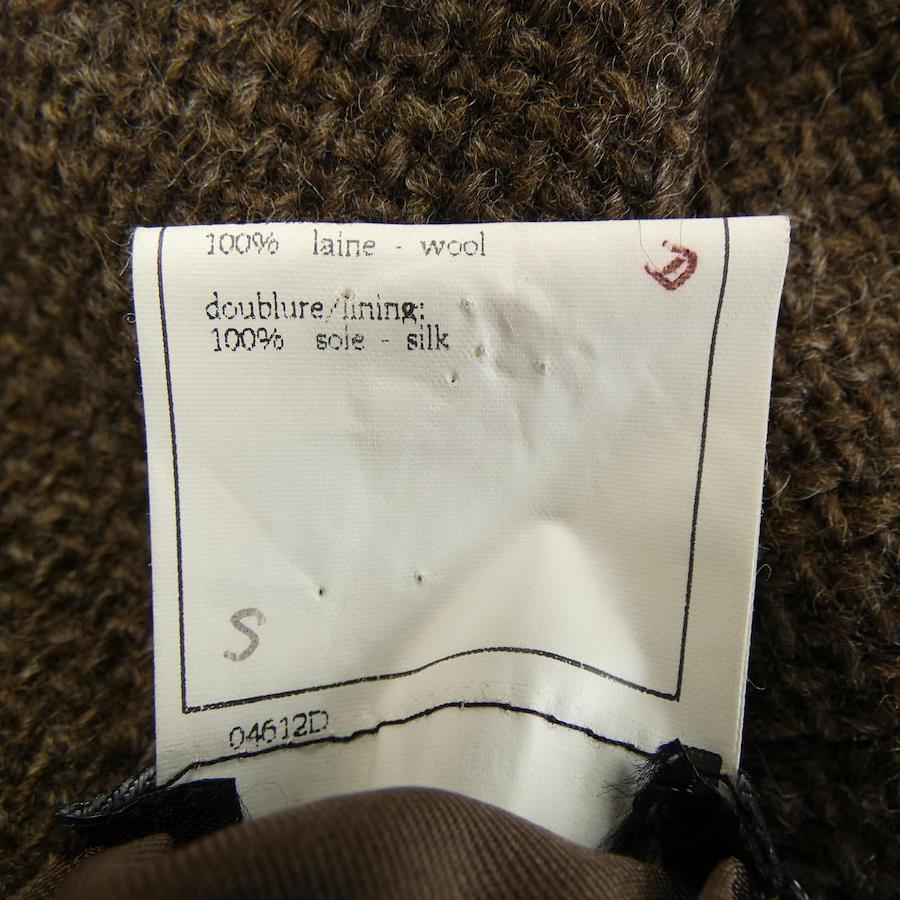 100% laine - wool
doublure/lining:
100% soie - silk
S
04612D